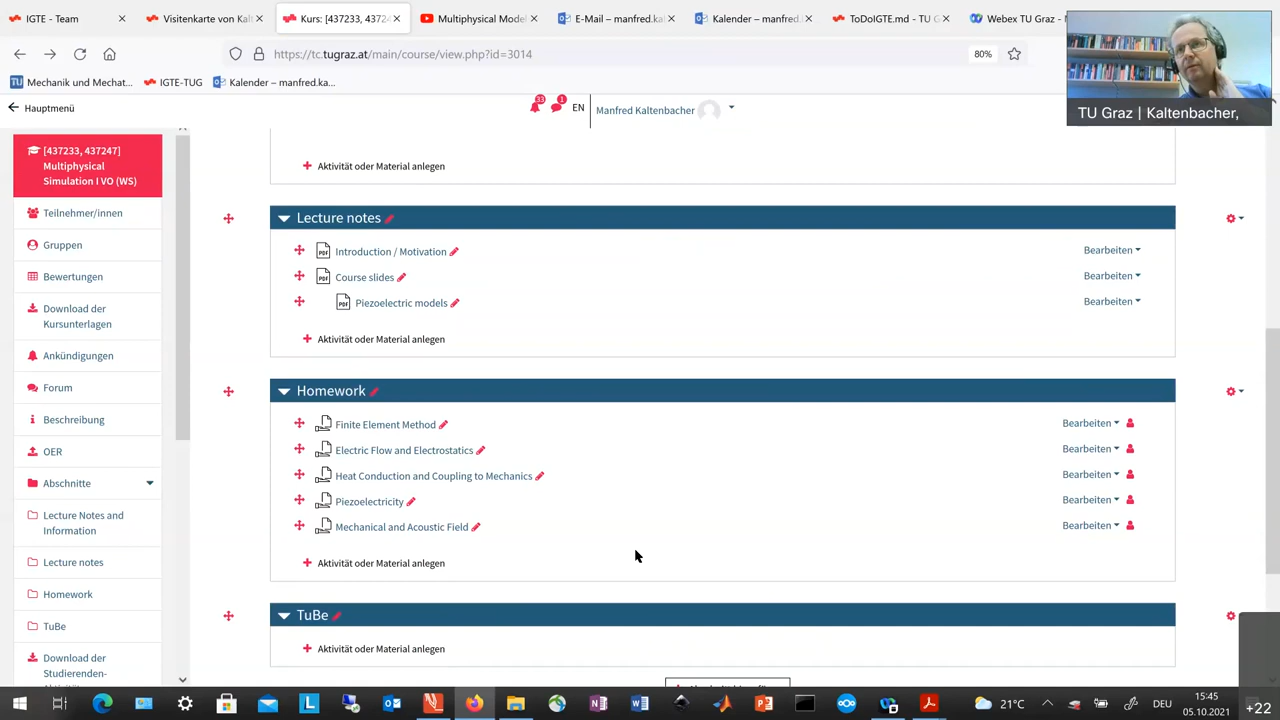 IGTE - Team
Visitenkarte von Kal
Kurs: [437233, 4372
Multiphysical Mode
E-Mail – manfred.ka
Kalender – manfred.
ToDoIGTE.md - TU G
Webex TU Graz -
https://tc.tugraz.at/main/course/view.php?id=3014
80%
TU Mechanik und Mechat...
IGTE-TUG
Kalender – manfred.ka...
TU Graz | Kaltenbacher,
Hauptmenü
33
1
EN
Manfred Kaltenbacher
[437233, 437247]
Multiphysical
Simulation I VO (WS)
Teilnehmer/innen
Gruppen
Bewertungen
Download der
Kursunterlagen
Ankündigungen
Forum
Beschreibung
OER
Abschnitte
Lecture Notes and
Information
Lecture notes
Homework
TuBe
Download der
Studierenden-
Aktivität oder Material anlegen
Lecture notes
PDF Introduction / Motivation
Bearbeiten
PDF Course slides
Bearbeiten
PDF Piezoelectric models
Bearbeiten
Aktivität oder Material anlegen
Homework
Finite Element Method
Bearbeiten
Electric Flow and Electrostatics
Bearbeiten
Heat Conduction and Coupling to Mechanics
Bearbeiten
Piezoelectricity
Bearbeiten
Mechanical and Acoustic Field
Bearbeiten
Aktivität oder Material anlegen
TuBe
Aktivität oder Material anlegen
21°C
DEU
15:45
05.10.2021
+22